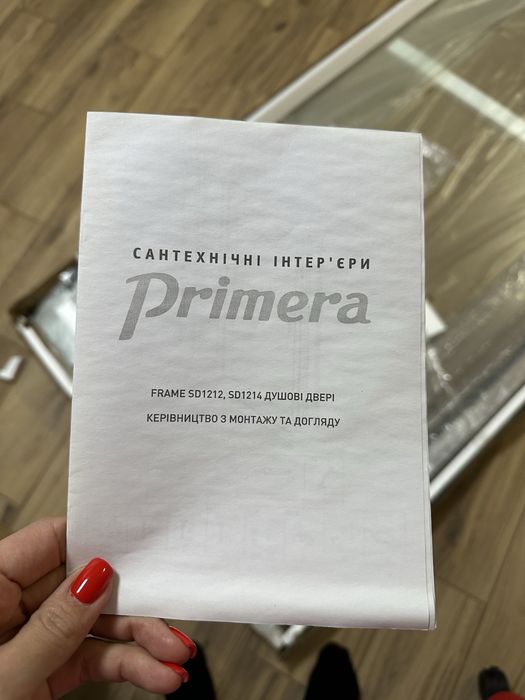 САНТЕХНІЧНІ ІНТЕР'ЄРИ
Primera
FRAME SD1212, SD1214 ДУШОВІ ДВЕРІ
КЕРІВНИЦТВО З МОНТАЖУ ТА ДОГЛЯДУ